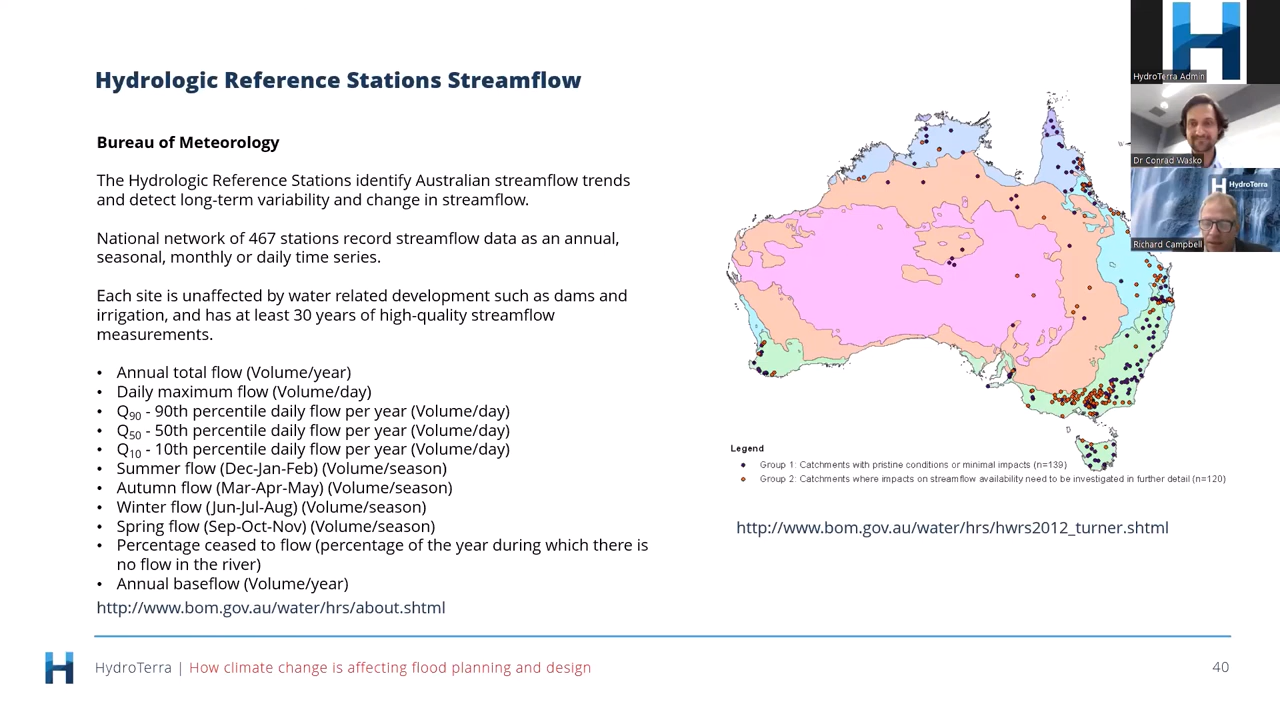 Hydrologic Reference Stations Streamflow
Bureau of Meteorology
The Hydrologic Reference Stations identify Australian streamflow trends
and detect long-term variability and change in streamflow.
National network of 467 stations record streamflow data as an annual,
seasonal, monthly or daily time series.
Each site is unaffected by water related development such as dams and
irrigation, and has at least 30 years of high-quality streamflow
measurements.
• Annual total flow (Volume/year)
• Daily maximum flow (Volume/day)
• Q90 - 90th percentile daily flow per year (Volume/day)
• Q50 - 50th percentile daily flow per year (Volume/day)
• Q10 - 10th percentile daily flow per year (Volume/day)
• Summer flow (Dec-Jan-Feb) (Volume/season)
• Autumn flow (Mar-Apr-May) (Volume/season)
• Winter flow (Jun-Jul-Aug) (Volume/season)
• Spring flow (Sep-Oct-Nov) (Volume/season)
• Percentage ceased to flow (percentage of the year during which there is
no flow in the river)
• Annual baseflow (Volume/year)
http://www.bom.gov.au/water/hrs/about.shtml
Legend
Group 1: Catchments with pristine conditions or minimal impacts (n=139)
Group 2: Catchments where impacts on streamflow availability need to be investigated in further detail (n=120)
http://www.bom.gov.au/water/hrs/hwrs2012_turner.shtml
HydroTerra Admin
Dr Conrad Wasko
HydroTerra
Richard Campbell
HydroTerra | How climate change is affecting flood planning and design
40